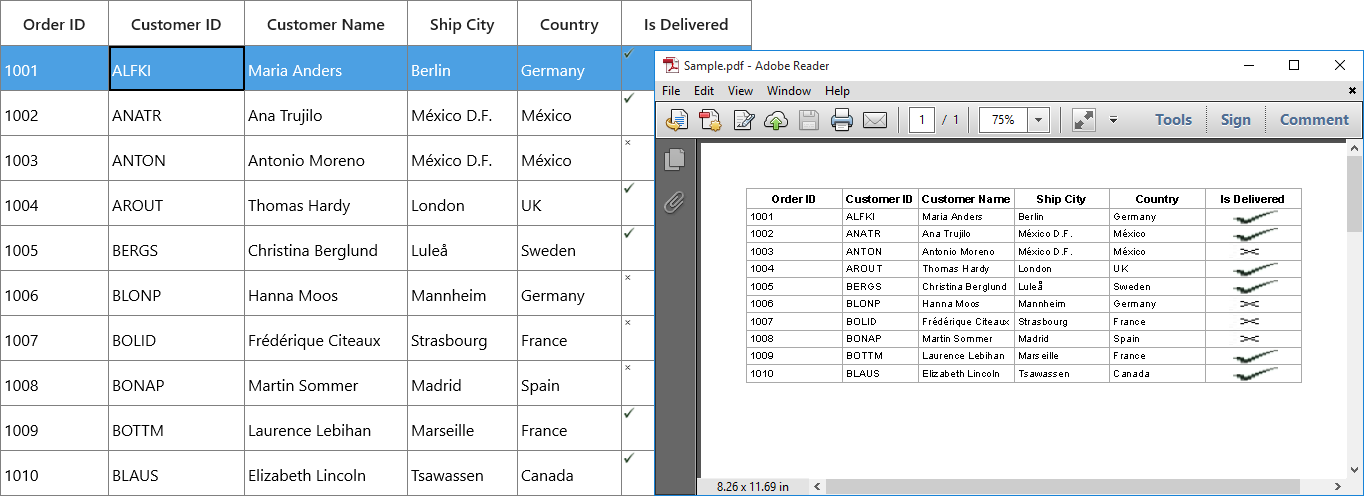 Order ID Customer ID Customer Name Ship City Country Is Delivered
1001 ALFKI Maria Anders Berlin Germany ✓
1002 ANATR Ana Trujilo México D.F. México ✓
1003 ANTON Antonio Moreno México D.F. México ×
1004 AROUT Thomas Hardy London UK ✓
1005 BERGS Christina Berglund Luleå Sweden ✓
1006 BLONP Hanna Moos Mannheim Germany ×
1007 BOLID Frédérique Citeaux Strasbourg France ×
1008 BONAP Martin Sommer Madrid Spain ×
1009 BOTTM Laurence Lebihan Marseille France ✓
1010 BLAUS Elizabeth Lincoln Tsawassen Canada ✓
Sample.pdf - Adobe Reader
File Edit View Window Help
1 / 1 75% Tools Sign Comment
Order ID Customer ID Customer Name Ship City Country Is Delivered
1001 ALFKI Maria Anders Berlin Germany ✓
1002 ANATR Ana Trujilo México D.F. México ✓
1003 ANTON Antonio Moreno México D.F. México ×
1004 AROUT Thomas Hardy London UK ✓
1005 BERGS Christina Berglund Luleå Sweden ✓
1006 BLONP Hanna Moos Mannheim Germany ×
1007 BOLID Frédérique Citeaux Strasbourg France ×
1008 BONAP Martin Sommer Madrid Spain ×
1009 BOTTM Laurence Lebihan Marseille France ✓
1010 BLAUS Elizabeth Lincoln Tsawassen Canada ✓
8.26 x 11.69 in